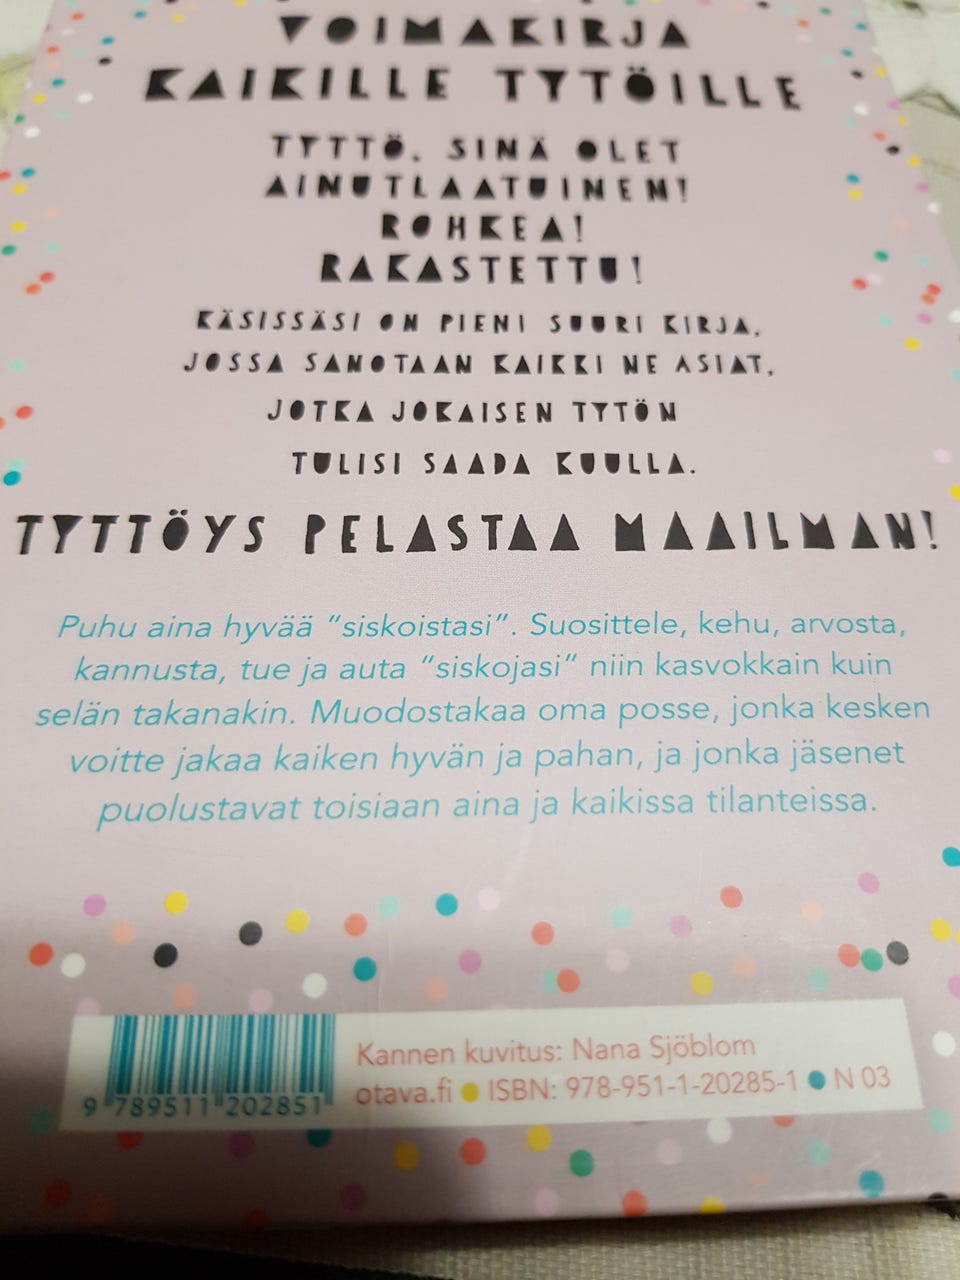 VOIMAKIRJA
KAIKILLE TYTÖILLE
TYTTÖ, SINÄ OLET
AINUTLAATUINEN!
ROHKEA!
RAKASTETTU!
KÄSISSÄSI ON PIENI SUURI KIRJA,
JOSSA SANOTAAN KAIKKI NE ASIAT,
JOTKA JOKAISEN TYTÖN
TULISI SAADA KUULLA.
TYTTÖYS PELASTAA MAAILMAN!
Puhu aina hyvää ”siskoistasi”. Suosittele, kehu, arvosta,
kannusta, tue ja auta ”siskojasi” niin kasvokkain kuin
selän takanakin. Muodostakaa oma posse, jonka kesken
voitte jakaa kaiken hyvän ja pahan, ja jonka jäsenet
puolustavat toisiaan aina ja kaikissa tilanteissa.
Kannen kuvitus: Nana Sjöblom
otava.fi ● ISBN: 978-951-1-20285-1 ● N 03
9 789511 202851